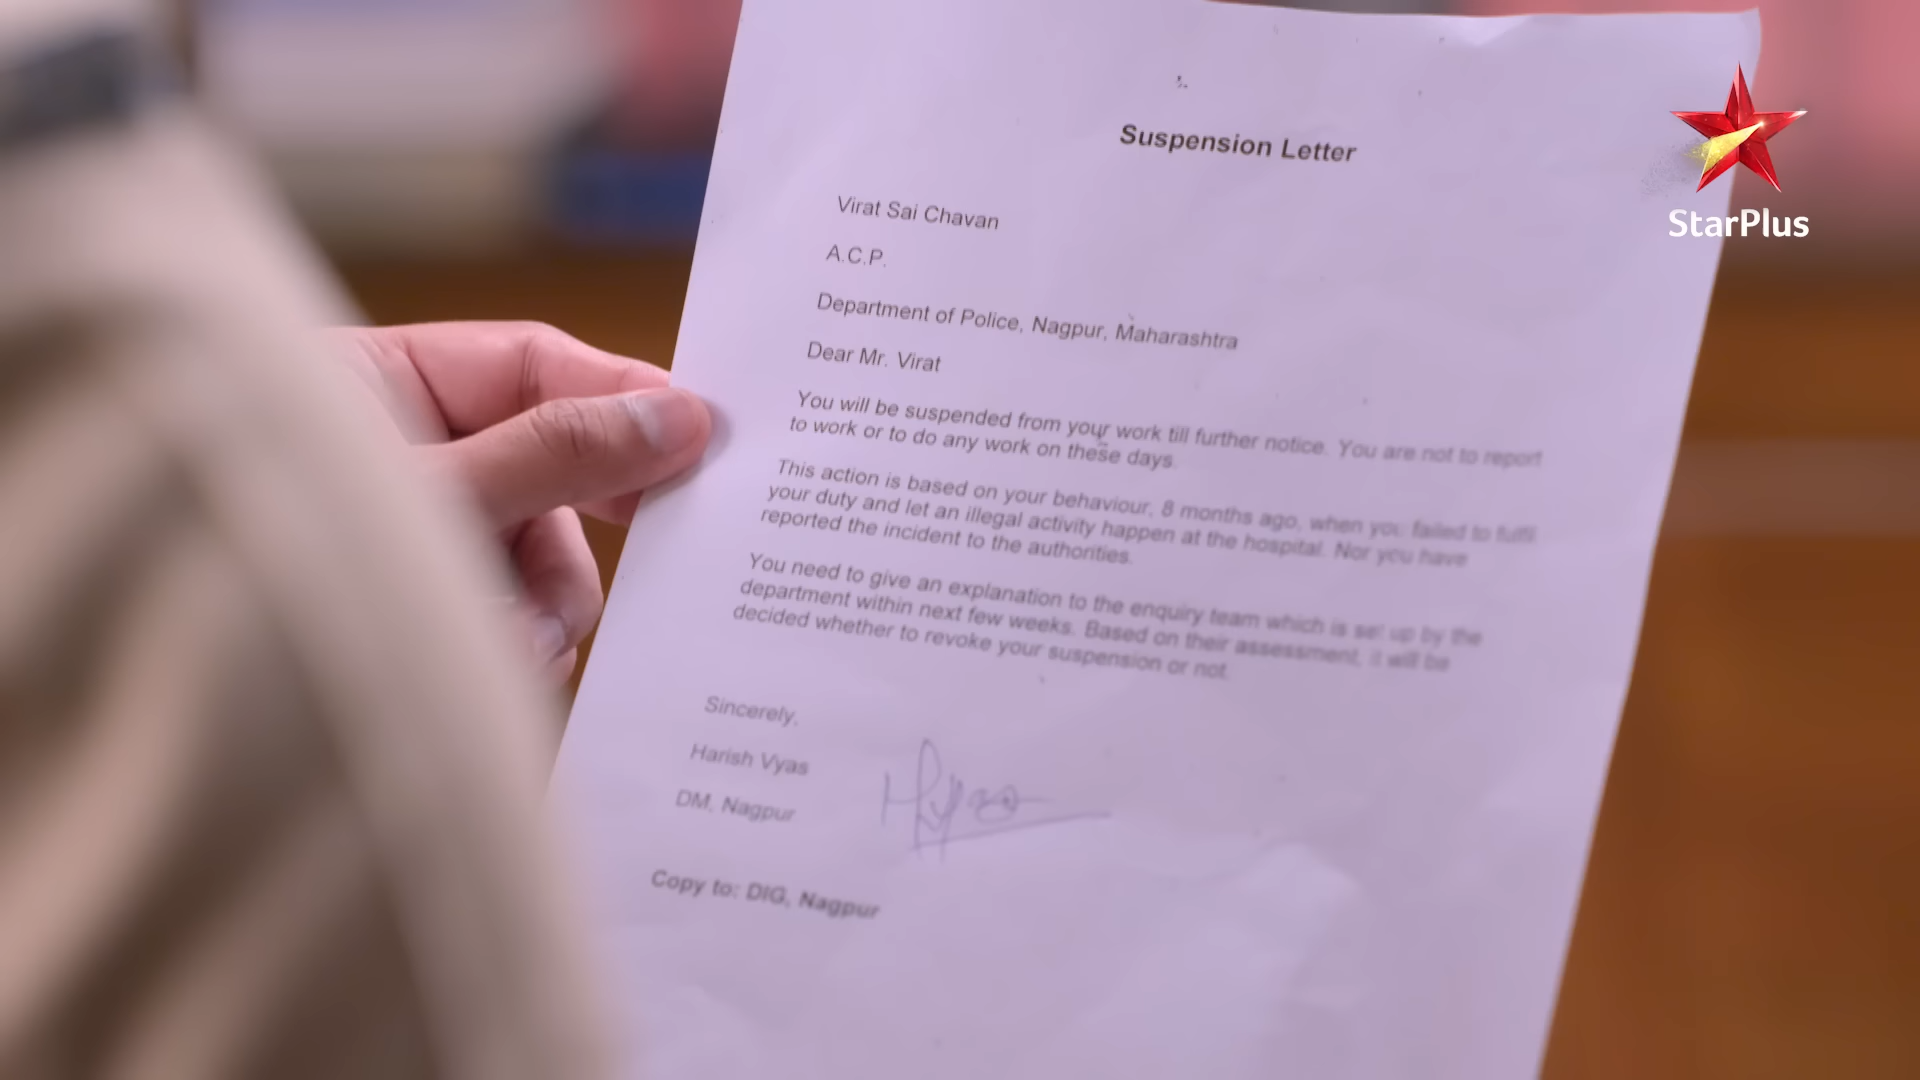 Suspension Letter
Virat Sai Chavan
A.C.P.
Department of Police, Nagpur, Maharashtra
Dear Mr. Virat
You will be suspended from your work till further notice. You are not to report
to work or to do any work on these days.
This action is based on your behaviour, 8 months ago, when you failed to fulfil
your duty and let an illegal activity happen at the hospital. Nor you have
reported the incident to the authorities.
You need to give an explanation to the enquiry team which is set up by the
department within next few weeks. Based on their assessment, it will be
decided whether to revoke your suspension or not.
Sincerely,
Harish Vyas
DM, Nagpur
Copy to: DIG, Nagpur
StarPlus